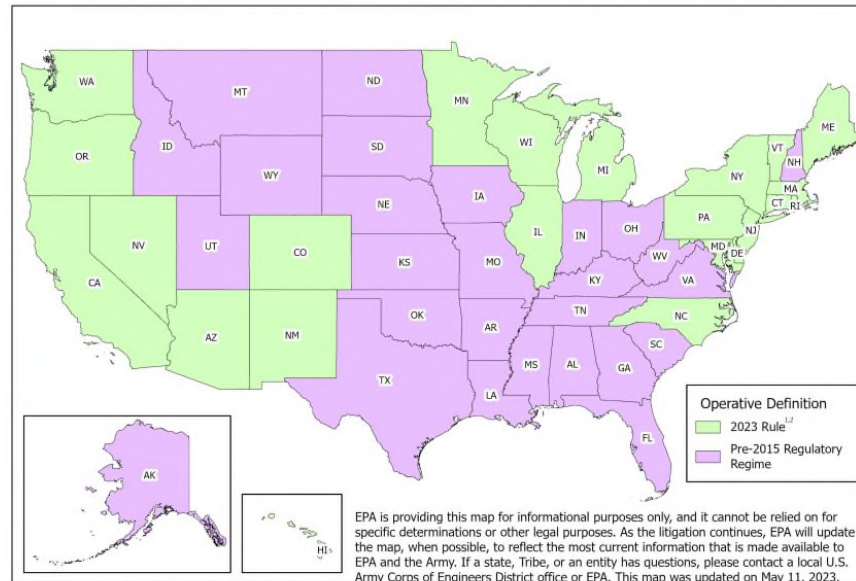 WA
MT
ND
MN
ME
OR
ID
SD
WI
MI
VT
NH
NY
WY
MA
CT
RI
IA
NE
PA
NV
UT
IL
IN
OH
NJ
MD
DE
CO
WV
CA
KS
MO
KY
VA
TN
NC
OK
AZ
NM
AR
SC
MS
AL
GA
TX
LA
FL
Operative Definition
2023 Rule 1,2
Pre-2015 Regulatory
Regime
AK
HI
EPA is providing this map for informational purposes only, and it cannot be relied on for
specific determinations or other legal purposes. As the litigation continues, EPA will update
the map, when possible, to reflect the most current information that is made available to
EPA and the Army. If a state, Tribe, or an entity has questions, please contact a local U.S.
Army Corps of Engineers District office or EPA. This map was updated on May 11, 2023.